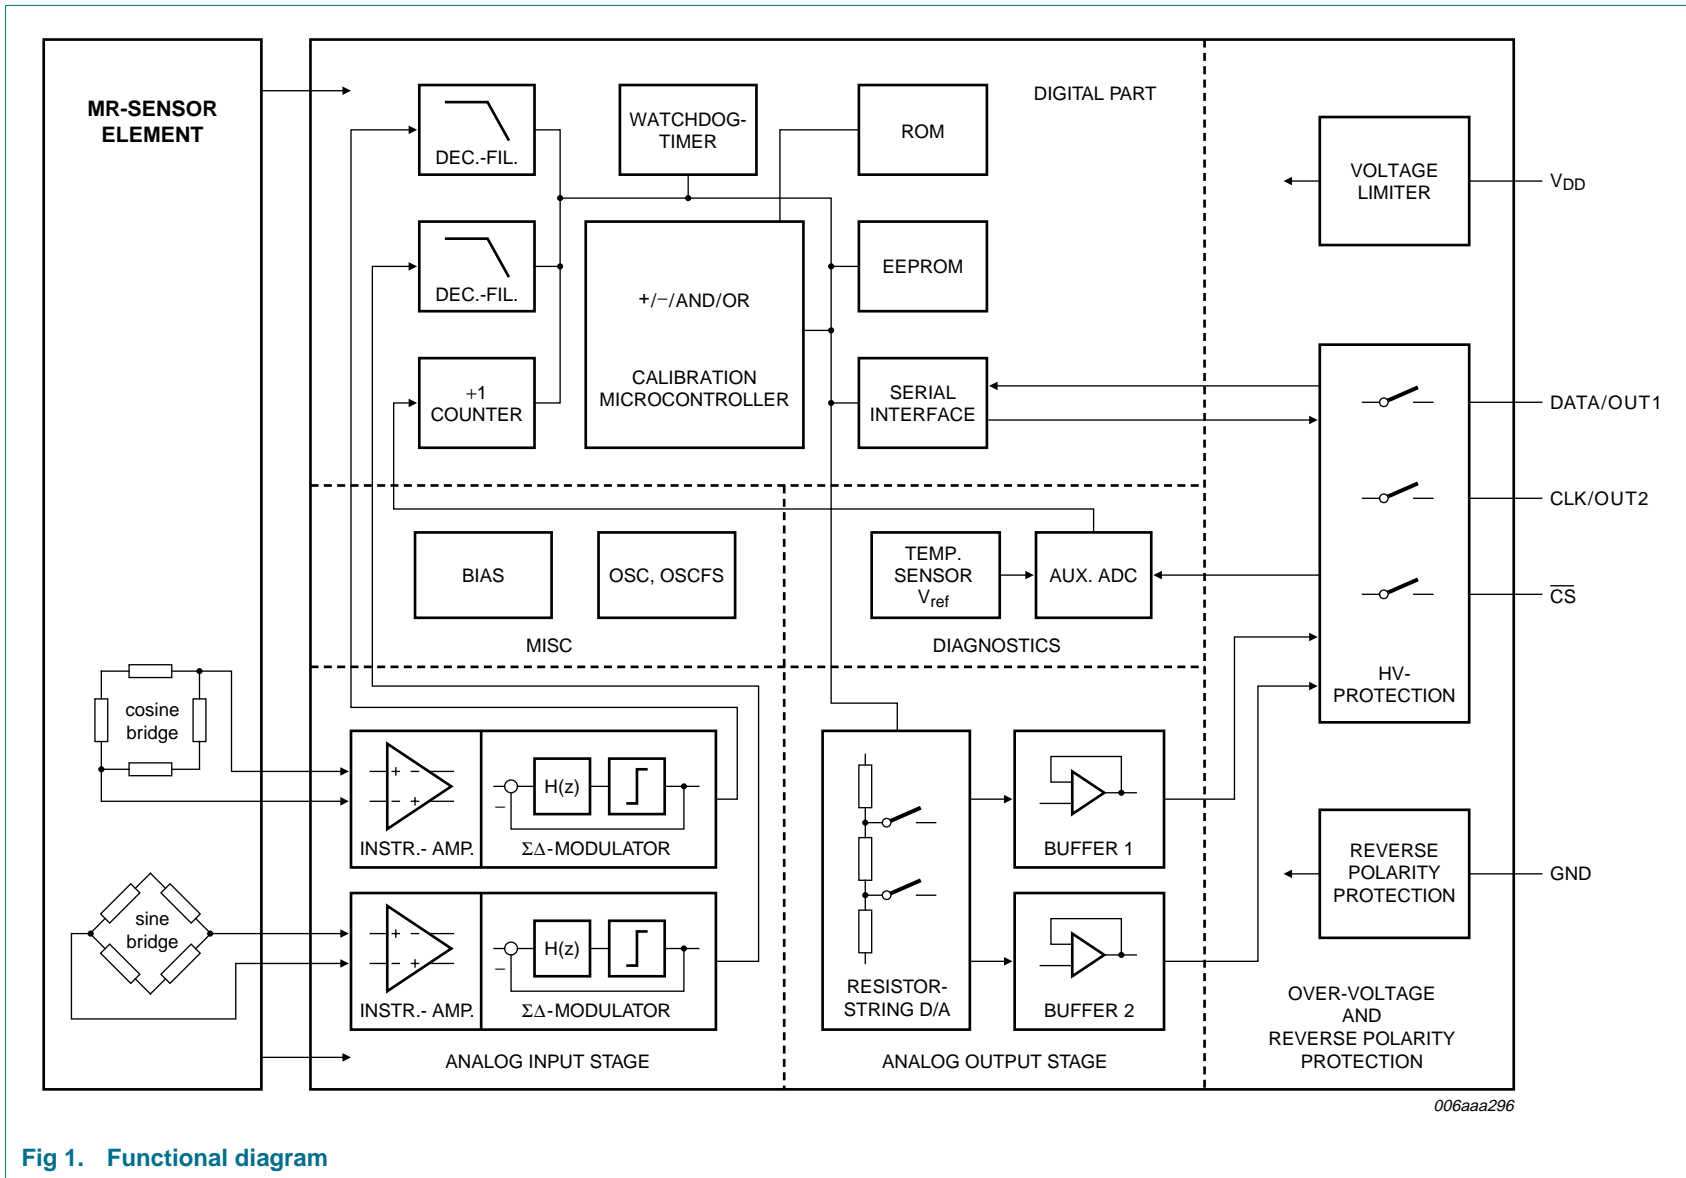 MR-SENSOR
ELEMENT
cosine
bridge
sine
bridge
DIGITAL PART
DEC.-FIL.
WATCHDOG-
TIMER
ROM
DEC.-FIL.
+/−/AND/OR
CALIBRATION
MICROCONTROLLER
EEPROM
+1
COUNTER
SERIAL
INTERFACE
BIAS
OSC, OSCFS
MISC
TEMP.
SENSOR
Vref
AUX. ADC
DIAGNOSTICS
+ −
− +
INSTR.- AMP.
−
H(z)
ΣΔ-MODULATOR
+ −
− +
INSTR.- AMP.
−
H(z)
ΣΔ-MODULATOR
ANALOG INPUT STAGE
RESISTOR-
STRING D/A
BUFFER 1
BUFFER 2
ANALOG OUTPUT STAGE
VOLTAGE
LIMITER
VDD
HV-
PROTECTION
DATA/OUT1
CLK/OUT2
C̅S̅
REVERSE
POLARITY
PROTECTION
GND
OVER-VOLTAGE
AND
REVERSE POLARITY
PROTECTION
006aaa296
Fig 1. Functional diagram